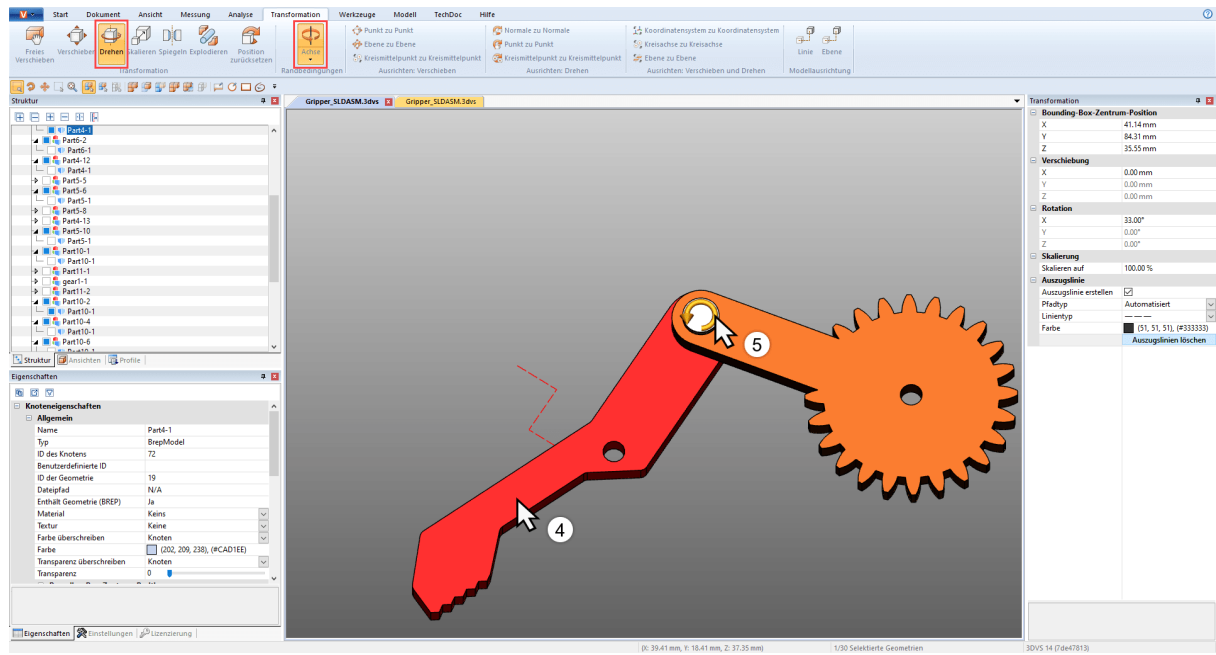 V
Start Dokument Ansicht Messung Analyse Transformation Werkzeuge Modell TechDoc Hilfe
Freies Verschieben
Verschieben
Drehen
Skalieren
Spiegeln
Explodieren
Position zurücksetzen
Transformation
Achse
Randbedingungen
Punkt zu Punkt
Ebene zu Ebene
Kreismittelpunkt zu Kreismittelpunkt
Ausrichten: Verschieben
Normale zu Normale
Punkt zu Punkt
Kreismittelpunkt zu Kreismittelpunkt
Ausrichten: Drehen
Koordinatensystem zu Koordinatensystem
Kreisachse zu Kreisachse
Ebene zu Ebene
Ausrichten: Verschieben und Drehen
Linie Ebene
Modellausrichtung
Struktur
Part4-1
Part6-2
Part6-1
Part4-12
Part4-1
Part5-5
Part5-6
Part5-1
Part5-8
Part4-13
Part5-10
Part5-1
Part10-1
Part10-1
Part11-1
gear1-1
Part11-2
Part10-2
Part10-1
Part10-4
Part10-1
Part10-6
Struktur Ansichten Profile
Eigenschaften
Knoteneigenschaften
Allgemein
Name Part4-1
Typ BrepModel
ID des Knotens 72
Benutzerdefinierte ID
ID der Geometrie 19
Dateipfad N/A
Enthält Geometrie (BREP) Ja
Material Keins
Textur Keine
Farbe überschreiben Knoten
Farbe (202, 209, 238), (#CAD1EE)
Transparenz überschreiben Knoten
Transparenz 0
Eigenschaften Einstellungen Lizenzierung
Gripper_SLDASM.3dvs Gripper_SLDASM.3dvs
5
4
Transformation
Bounding-Box-Zentrum-Position
X 41.14 mm
Y 84.31 mm
Z 35.55 mm
Verschiebung
X 0.00 mm
Y 0.00 mm
Z 0.00 mm
Rotation
X 33.00°
Y 0.00°
Z 0.00°
Skalierung
Skalieren auf 100.00 %
Auszugslinie
Auszugslinie erstellen
Pfadtyp Automatisiert
Linientyp
Farbe (51, 51, 51), (#333333)
Auszugslinien löschen
(X: 39.41 mm, Y: 18.41 mm, Z: 37.35 mm) 1/30 Selektierte Geometrien 3DVS 14 (7de47813)